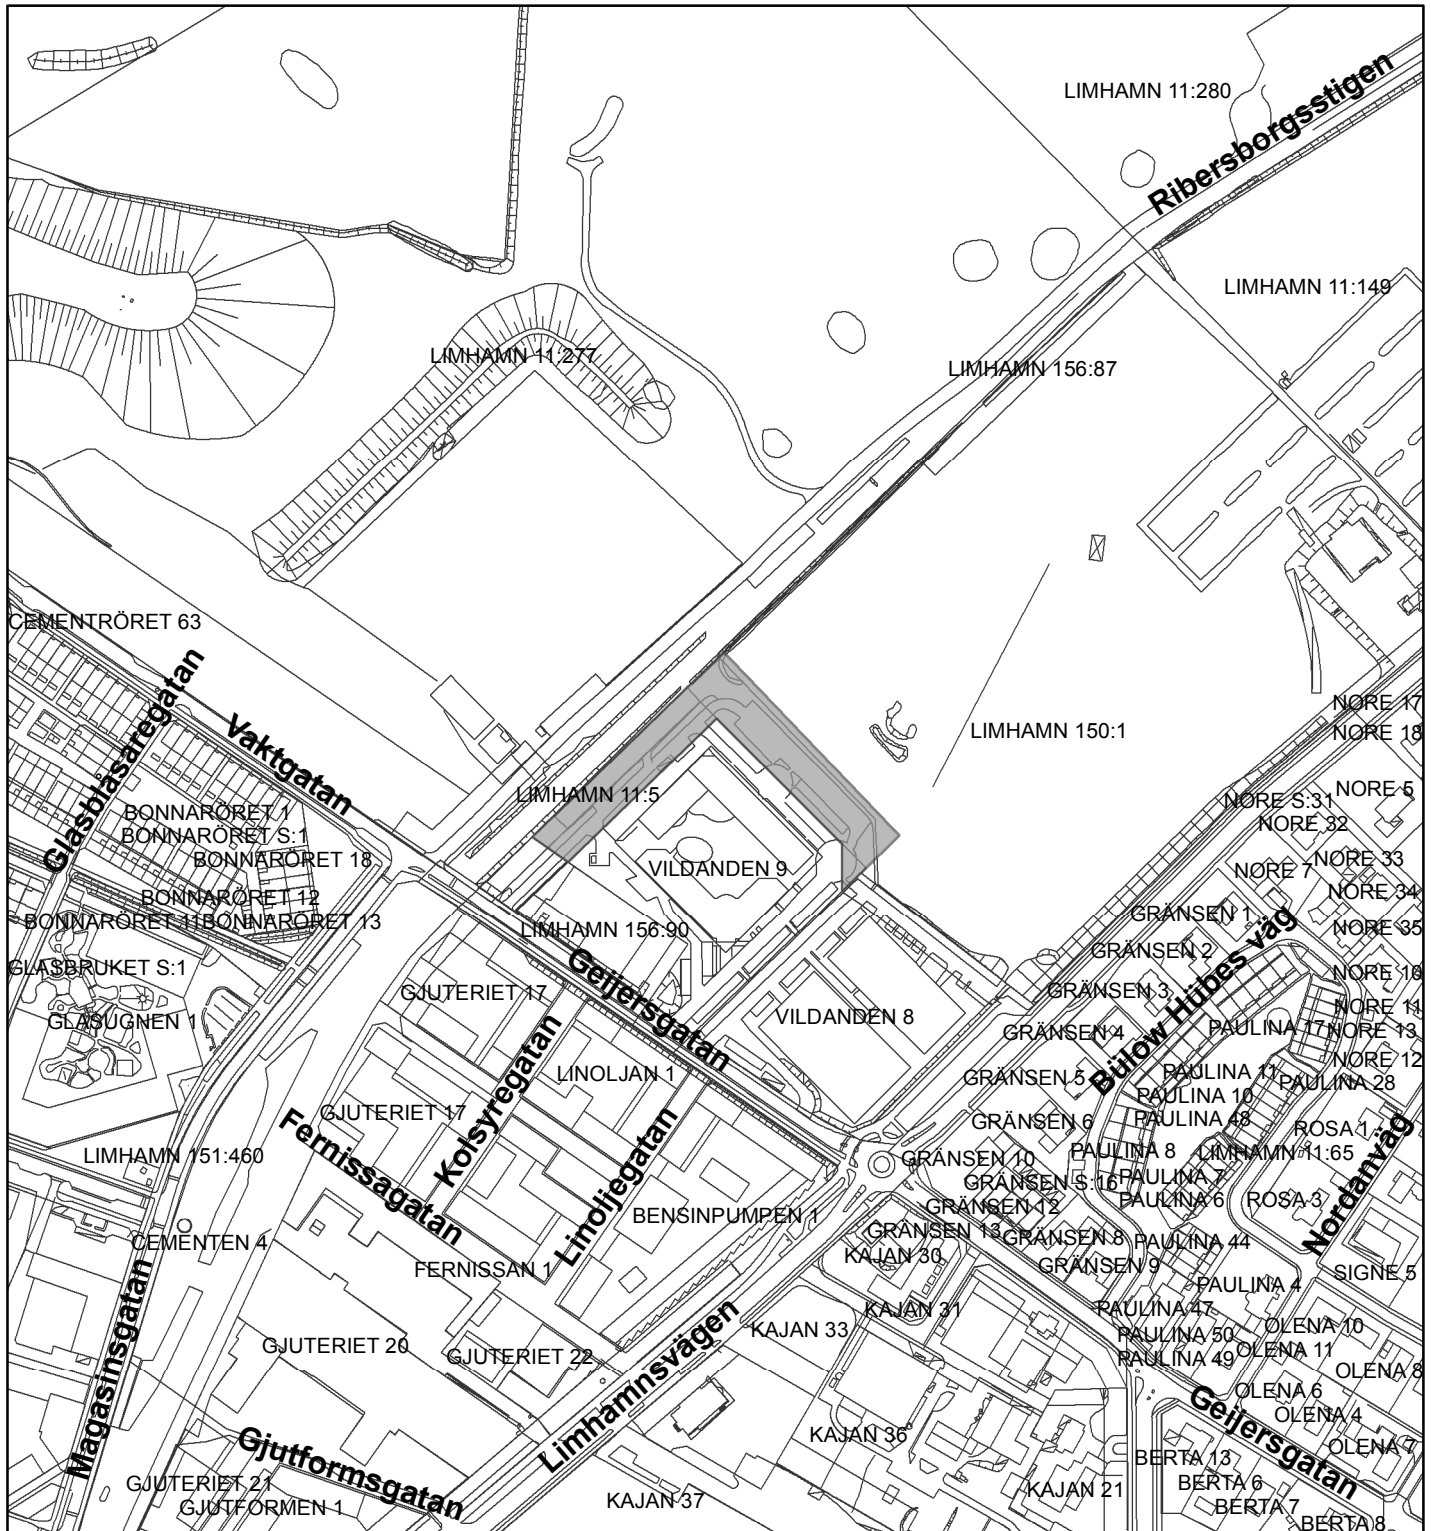 LIMHAMN 11:280
Ribersborgsstigen
LIMHAMN 11:149
LIMHAMN 11:277
LIMHAMN 156:87
CEMENTRÖRET 63
Glasblåsaregatan
Vaktgatan
NORE 17
LIMHAMN 150:1
NORE 18
LIMHAMN 11:5
NORE S:31
NORE 5
BONNARÖRET 1
NORE 32
BONNARÖRET S:1
BONNARÖRET 18
NORE 33
VILDANDEN 9
NORE 7
NORE 34
BONNARÖRET 12
BONNARÖRET 11
BONNARÖRET 13
GRÄNSEN 1
LIMHAMN 156:90
NORE 35
Geijersgatan
GRÄNSEN 2
Bülow Hübes väg
GLASBRUKET S:1
NORE 10
GJUTERIET 17
GRÄNSEN 3
NORE 11
GLASUGNEN 1
VILDANDEN 8
GRÄNSEN 4
PAULINA 17
NORE 13
Kolsyregatan
NORE 12
LINOLJAN 1
GRÄNSEN 5
PAULINA 11
PAULINA 28
PAULINA 10
GJUTERIET 17
GRÄNSEN 6
PAULINA 48
ROSA 1
Fernissagatan
Linoljegatan
LIMHAMN 151:460
GRÄNSEN 10
PAULINA 8
LIMHAMN 11:65
Nordanväg
GRÄNSEN S:16
PAULINA 7
GRÄNSEN 12
PAULINA 6
ROSA 3
BENSINPUMPEN 1
GRÄNSEN 13
GRÄNSEN 8
CEMENTEN 4
KAJAN 30
PAULINA 44
FERNISSAN 1
GRÄNSEN 9
SIGNE 5
PAULINA 4
Magasinsgatan
KAJAN 31
PAULINA 47
KAJAN 33
PAULINA 50
OLENA 10
GJUTERIET 20
GJUTERIET 22
PAULINA 49
OLENA 11
Limhamnsvägen
OLENA 8
OLENA 6
Geijersgatan
OLENA 4
KAJAN 36
OLENA 7
Gjutformsgatan
BERTA 13
GJUTERIET 21
BERTA 6
KAJAN 21
KAJAN 37
GJUTFORMEN 1
BERTA 7
BERTA 8